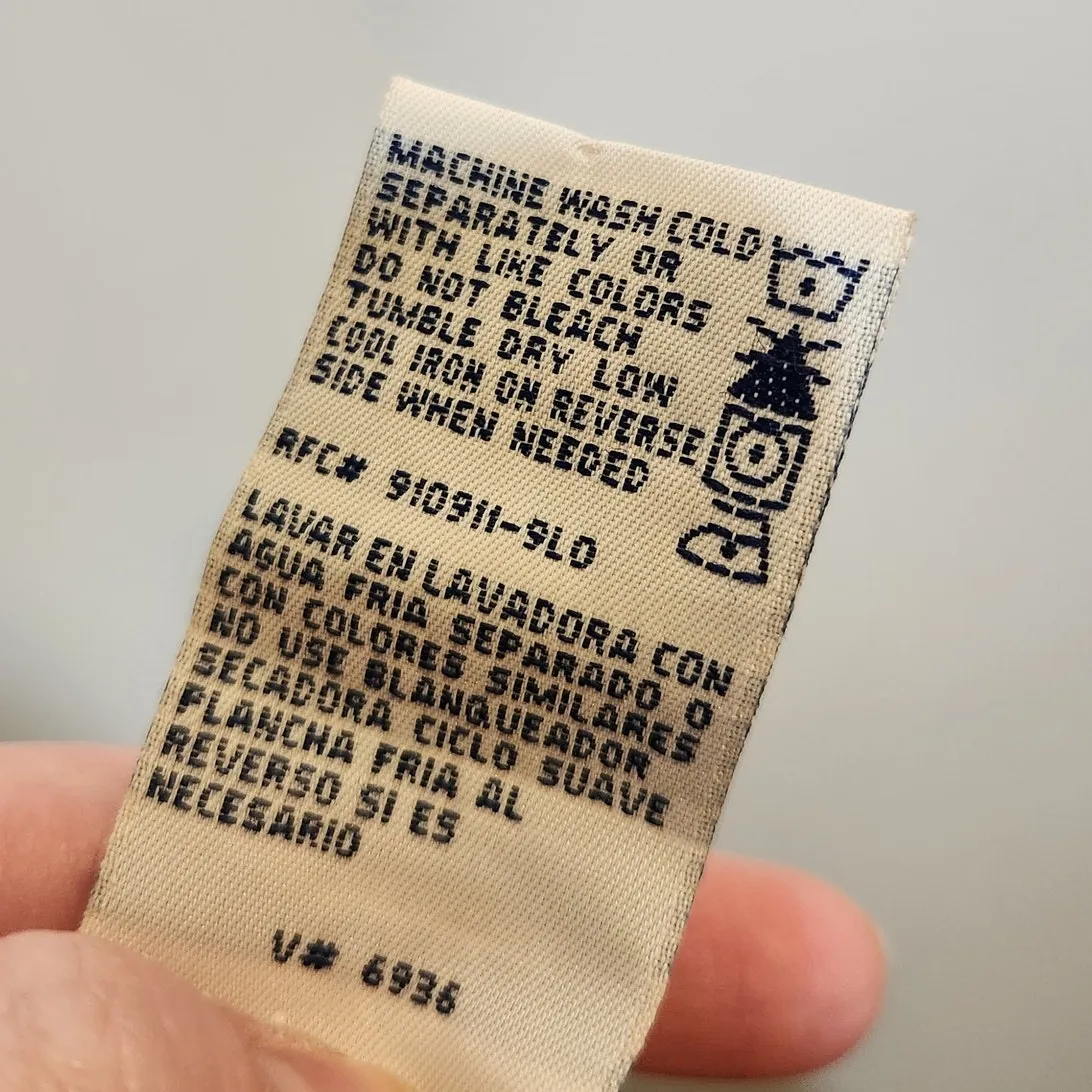 MACHINE WASH COLD
SEPARATELY OR
WITH LIKE COLORS
DO NOT BLEACH
TUMBLE DRY LOW
COOL IRON ON REVERSE
SIDE WHEN NEEDED
RFC# 910911-9L0
LAVAR EN LAVADORA CON
AGUA FRIA SEPARADO O
CON COLORES SIMILARES
NO USE BLANQUEADOR
SECADORA CICLO SUAVE
PLANCHA FRIA AL
REVERSO SI ES
NECESARIO
V# 6936